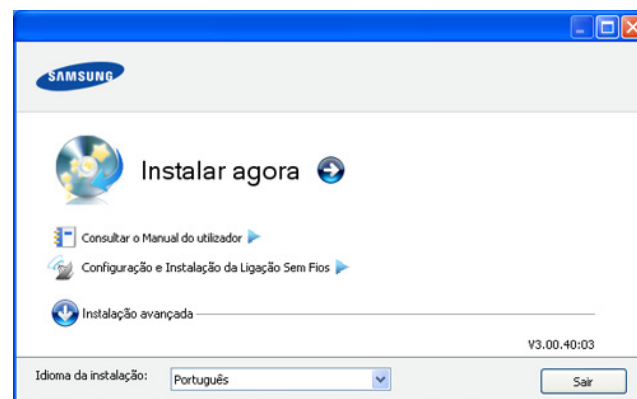 SAMSUNG
Instalar agora
Consultar o Manual do utilizador
Configuração e Instalação da Ligação Sem Fios
Instalação avançada
V3.00.40:03
Idioma da instalação: Português Sair